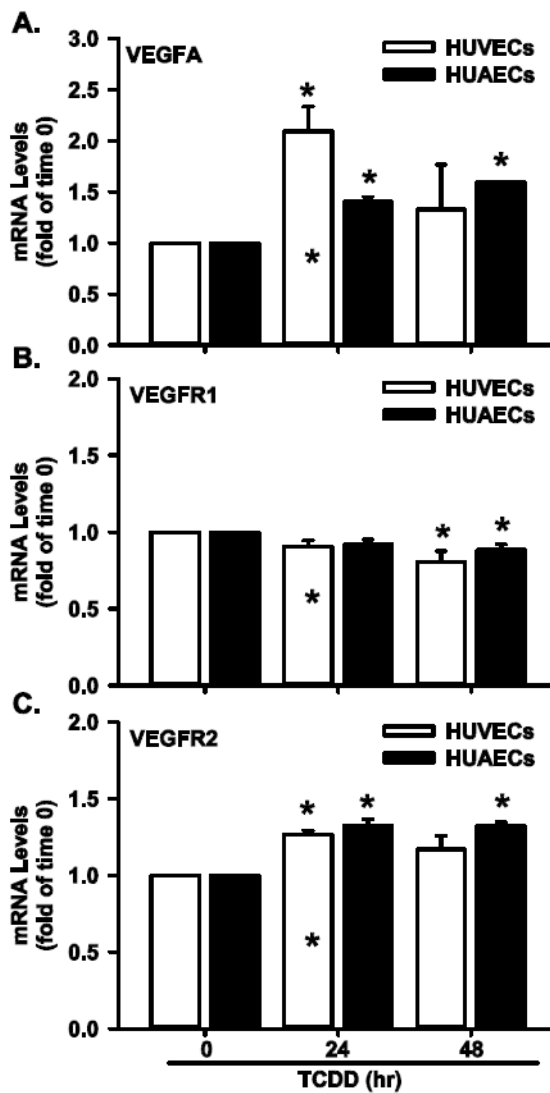 A.
VEGFA
HUVECs
HUAECs
mRNA Levels
(fold of time 0)
3.0
2.5
2.0
1.5
1.0
0.5
0.0
*
*
*
*
B.
VEGFR1
HUVECs
HUAECs
mRNA Levels
(fold of time 0)
2.0
1.5
1.0
0.5
0.0
*
*
*
C.
VEGFR2
HUVECs
HUAECs
mRNA Levels
(fold of time 0)
2.0
1.5
1.0
0.5
0.0
*
*
*
*
0 24 48
TCDD (hr)